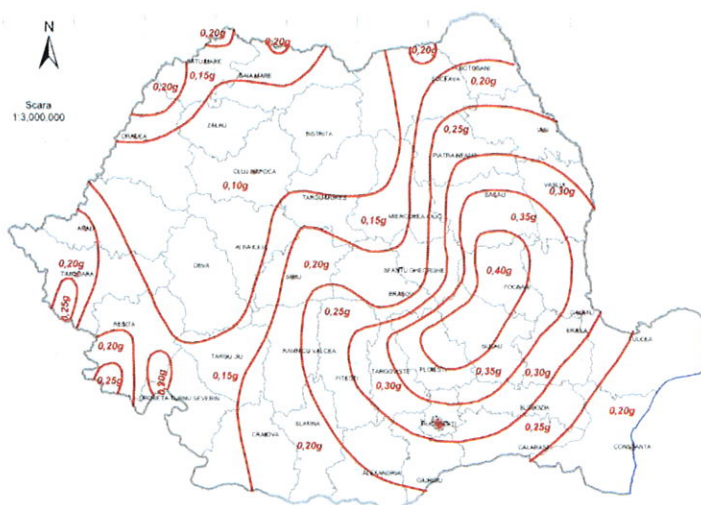 N
Scara
1:3,000,000
0,20g
0,20g
0,20g
SATU MARE
0,15g
BAIA MARE
BOTOSANI
SUCEAVA
0,20g
0,20g
ORADEA
ZALAU
BISTRITA
0,25g
IASI
PIATRA NEAMT
CLUJ NAPOCA
0,10g
TARGU MURES
BACAU
VASLUI
0,30g
0,15g
MIERCUREA CIUC
0,35g
ARAD
ALBA IULIA
DEVA
0,20g
SIBIU
SFANTU GHEORGHE
BRASOV
0,40g
FOCSANI
0,20g
TIMISOARA
0,25g
0,25g
RESITA
0,20g
GALATI
BRAILA
TULCEA
RAMNICU VALCEA
BUZAU
TARGU JIU
0,15g
PITESTI
TARGOVISTE
PLOIESTI
0,35g
0,30g
0,25g
0,20g
0,30g
DROBETA-TURNU SEVERIN
SLOBOZIA
0,20g
CRAIOVA
SLATINA
0,20g
0,25g
CALARASI
CONSTANTA
ALEXANDRIA
GIURGIU